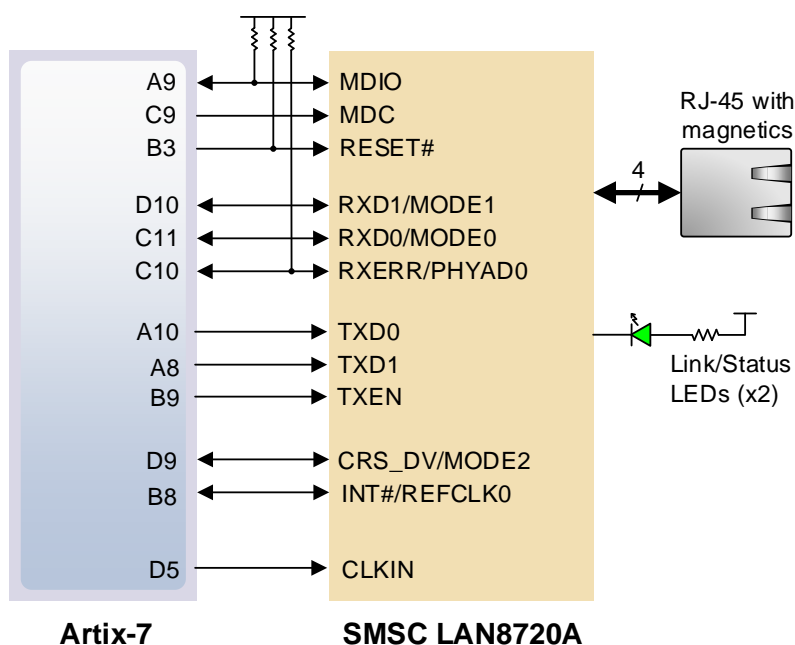 A9 MDIO
C9 MDC
B3 RESET#
D10 RXD1/MODE1
C11 RXD0/MODE0
C10 RXERR/PHYAD0
A10 TXD0
A8 TXD1
B9 TXEN
D9 CRS_DV/MODE2
B8 INT#/REFCLK0
D5 CLKIN
RJ-45 with
magnetics
4
Link/Status
LEDs (x2)
Artix-7
SMSC LAN8720A